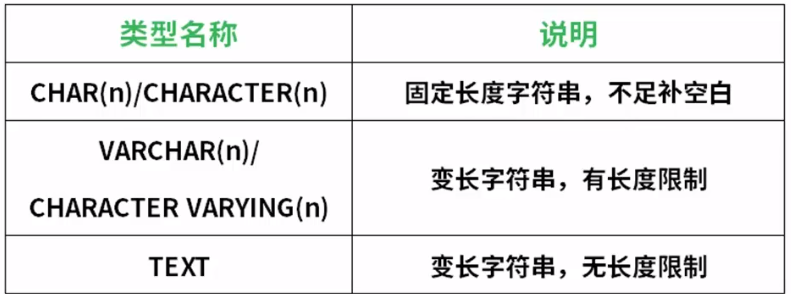 类型名称 说明
CHAR(n)/CHARACTER(n) 固定长度字符串，不足补空白
VARCHAR(n)/
CHARACTER VARYING(n) 变长字符串，有长度限制
TEXT 变长字符串，无长度限制